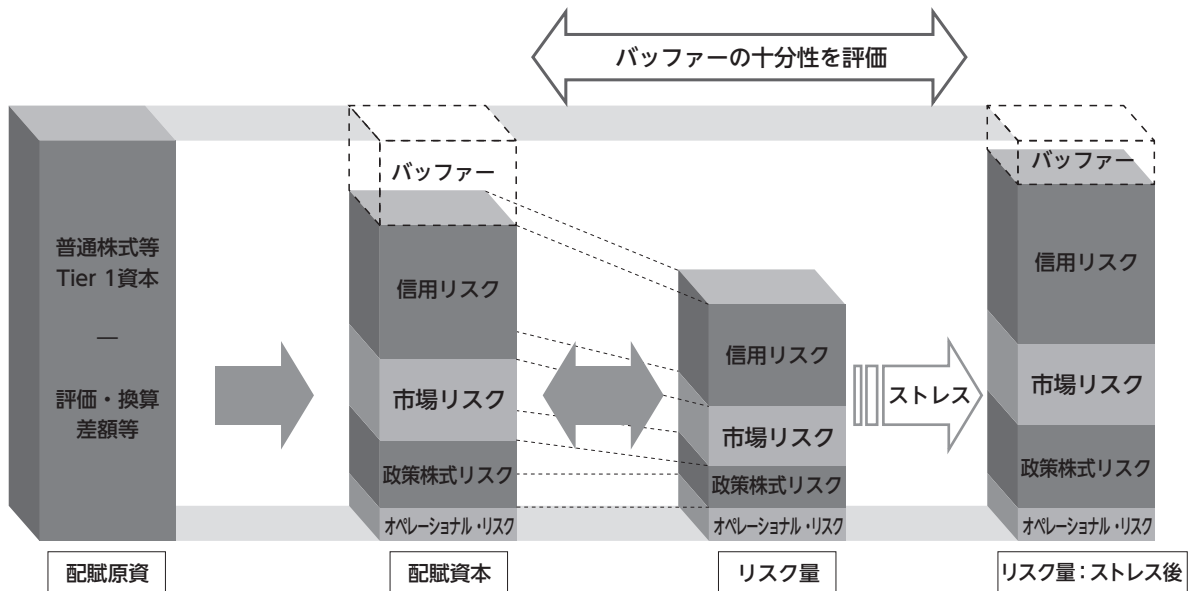 バッファーの十分性を評価
普通株式等
Tier 1資本
―
評価・換算
差額等
配賦原資
バッファー
信用リスク
市場リスク
政策株式リスク
オペレーショナル・リスク
配賦資本
信用リスク
市場リスク
政策株式リスク
オペレーショナル・リスク
リスク量
ストレス
バッファー
信用リスク
市場リスク
政策株式リスク
オペレーショナル・リスク
リスク量：ストレス後